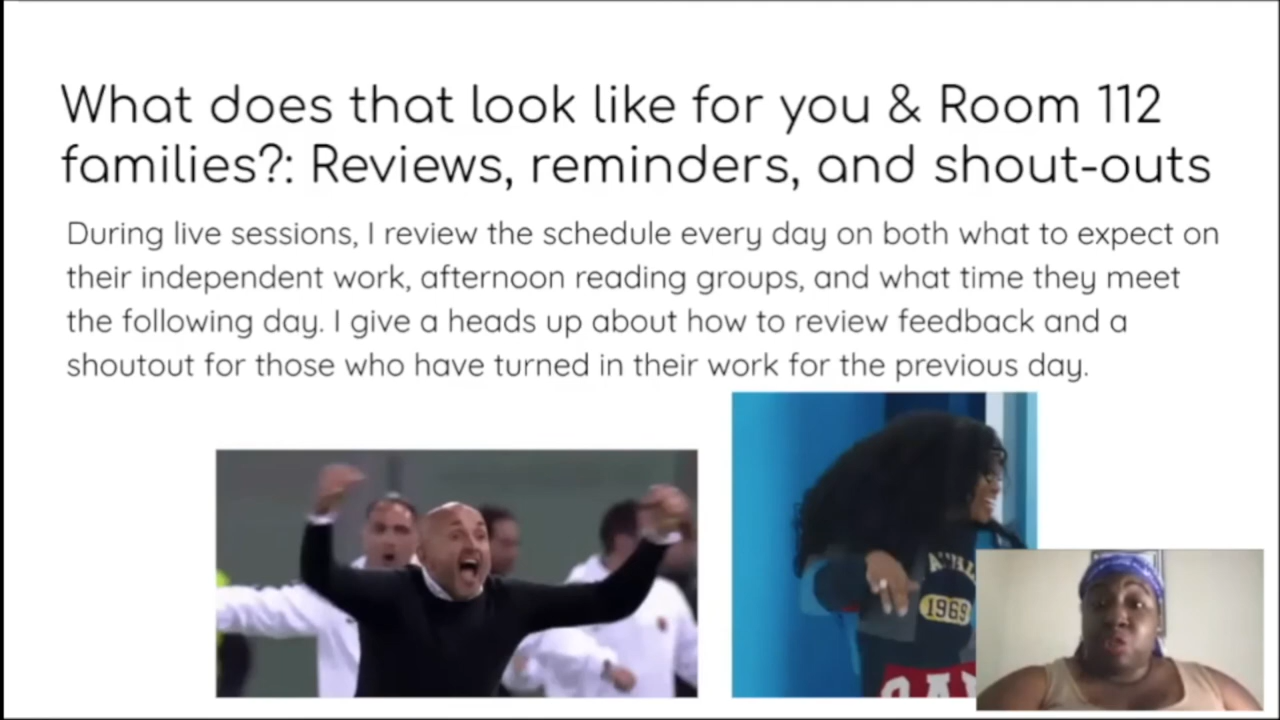 What does that look like for you & Room 112
families?: Reviews, reminders, and shout-outs
During live sessions, I review the schedule every day on both what to expect on
their independent work, afternoon reading groups, and what time they meet
the following day. I give a heads up about how to review feedback and a
shoutout for those who have turned in their work for the previous day.
1969